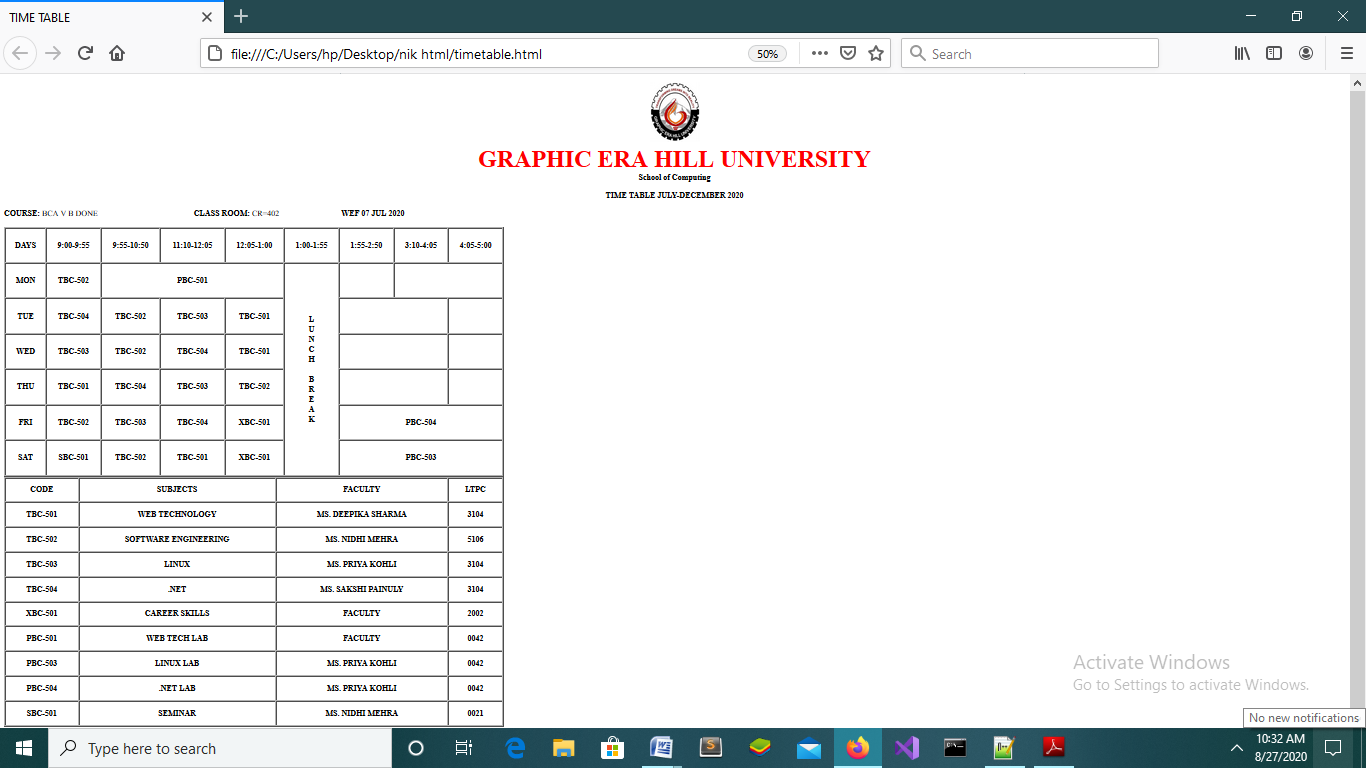 TIME TABLE
file:///C:/Users/hp/Desktop/nik html/timetable.html
50%
Search
GRAPHIC ERA HILL UNIVERSITY
School of Computing
TIME TABLE JULY-DECEMBER 2020
COURSE: BCA V B DONE CLASS ROOM: CR=402 WEF 07 JUL 2020
DAYS 9:00-9:55 9:55-10:50 11:10-12:05 12:05-1:00 1:00-1:55 1:55-2:50 3:10-4:05 4:05-5:00
MON TBC-502 PBC-501
TUE TBC-504 TBC-502 TBC-503 TBC-501
WED TBC-503 TBC-502 TBC-504 TBC-501
THU TBC-501 TBC-504 TBC-503 TBC-502
FRI TBC-502 TBC-503 TBC-504 XBC-501 PBC-504
SAT SBC-501 TBC-502 TBC-501 XBC-501 PBC-503
L
U
N
C
H
B
R
E
A
K
CODE SUBJECTS FACULTY LTPC
TBC-501 WEB TECHNOLOGY MS. DEEPIKA SHARMA 3104
TBC-502 SOFTWARE ENGINEERING MS. NIDHI MEHRA 5106
TBC-503 LINUX MS. PRIYA KOHLI 3104
TBC-504 .NET MS. SAKSHI PAINULY 3104
XBC-501 CAREER SKILLS FACULTY 2002
PBC-501 WEB TECH LAB FACULTY 0042
PBC-503 LINUX LAB MS. PRIYA KOHLI 0042
PBC-504 .NET LAB MS. PRIYA KOHLI 0042
SBC-501 SEMINAR MS. NIDHI MEHRA 0021
Activate Windows
Go to Settings to activate Windows.
No new notifications
Type here to search
10:32 AM
8/27/2020